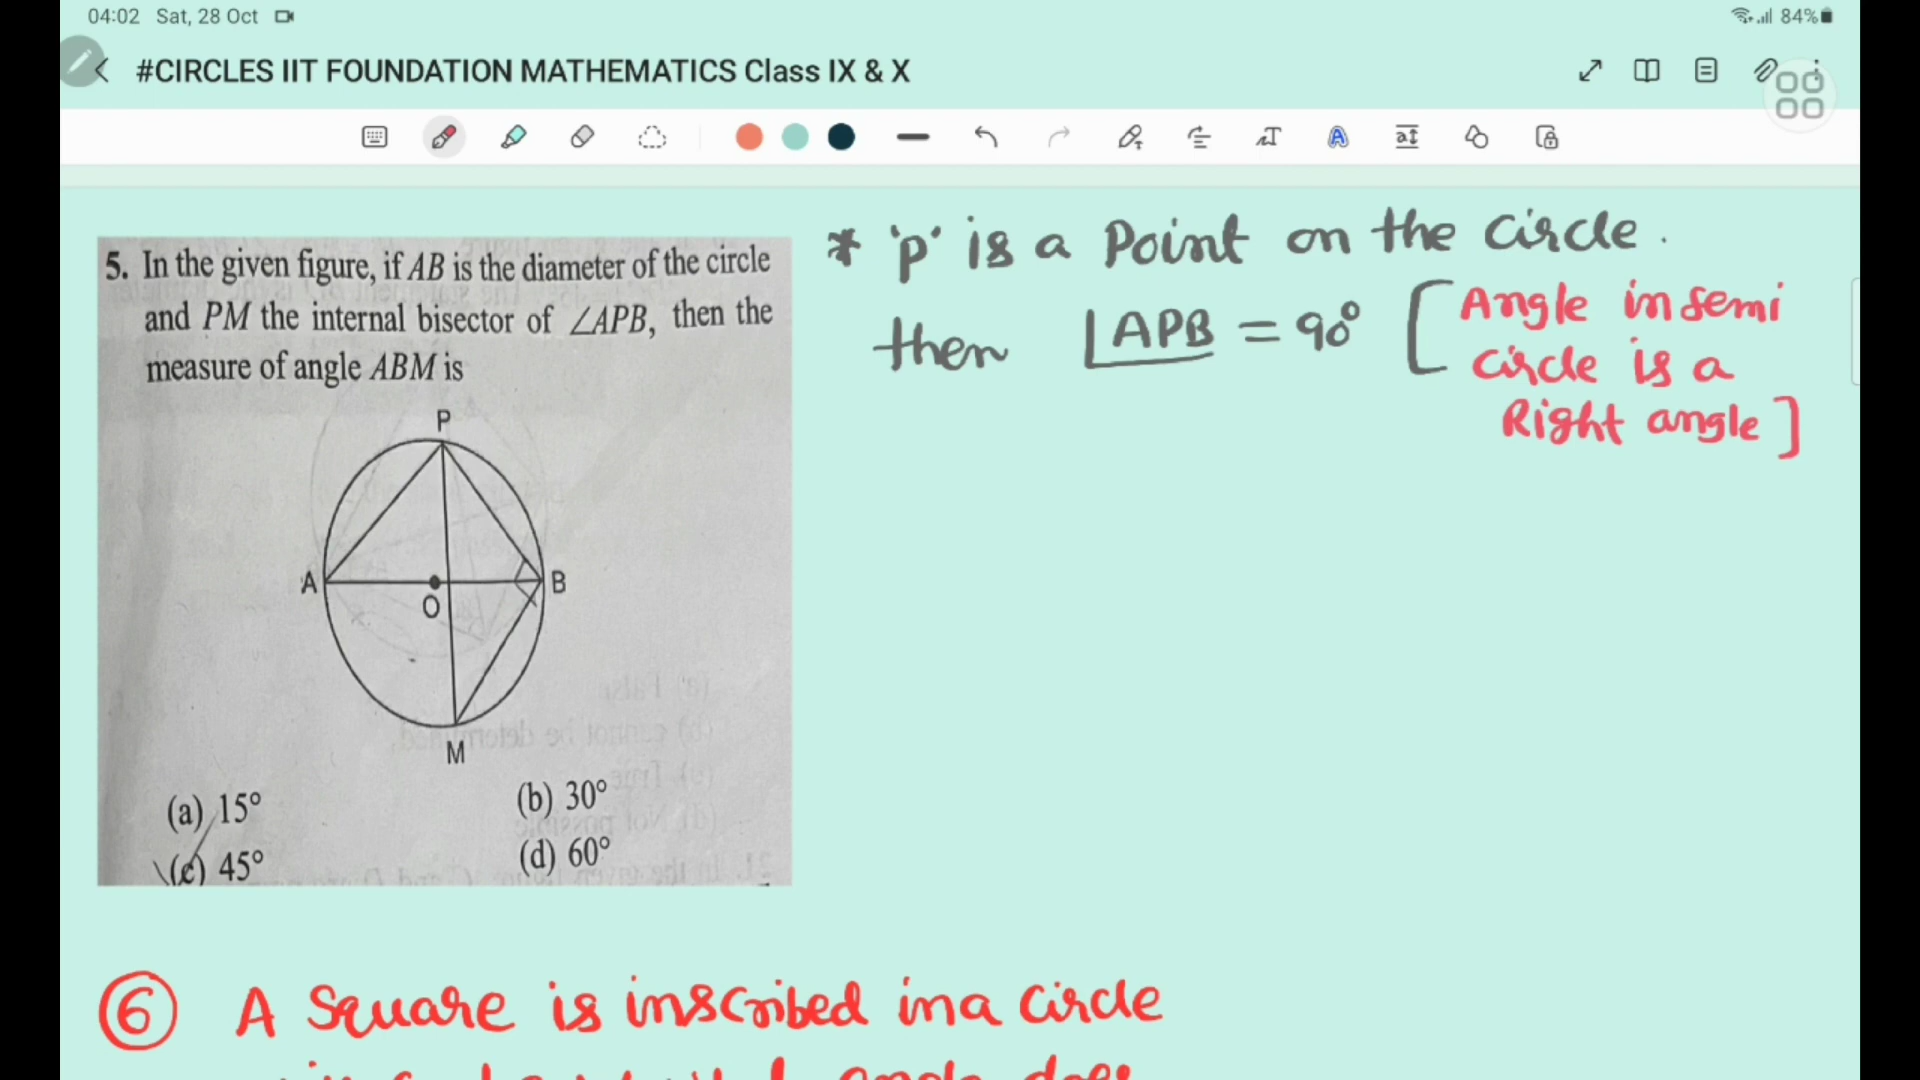 04:02 Sat, 28 Oct
84%
#CIRCLES IIT FOUNDATION MATHEMATICS Class IX & X
5. In the given figure, if AB is the diameter of the circle
and PM the internal bisector of ∠APB, then the
measure of angle ABM is
P
A
B
O
M
(a) 15° (b) 30°
(c) 45° (d) 60°
* 'P' is a Point on the circle.
then ∠APB = 90° [Angle in semi
circle is a
Right angle]
6 A square is inscribed in a circle